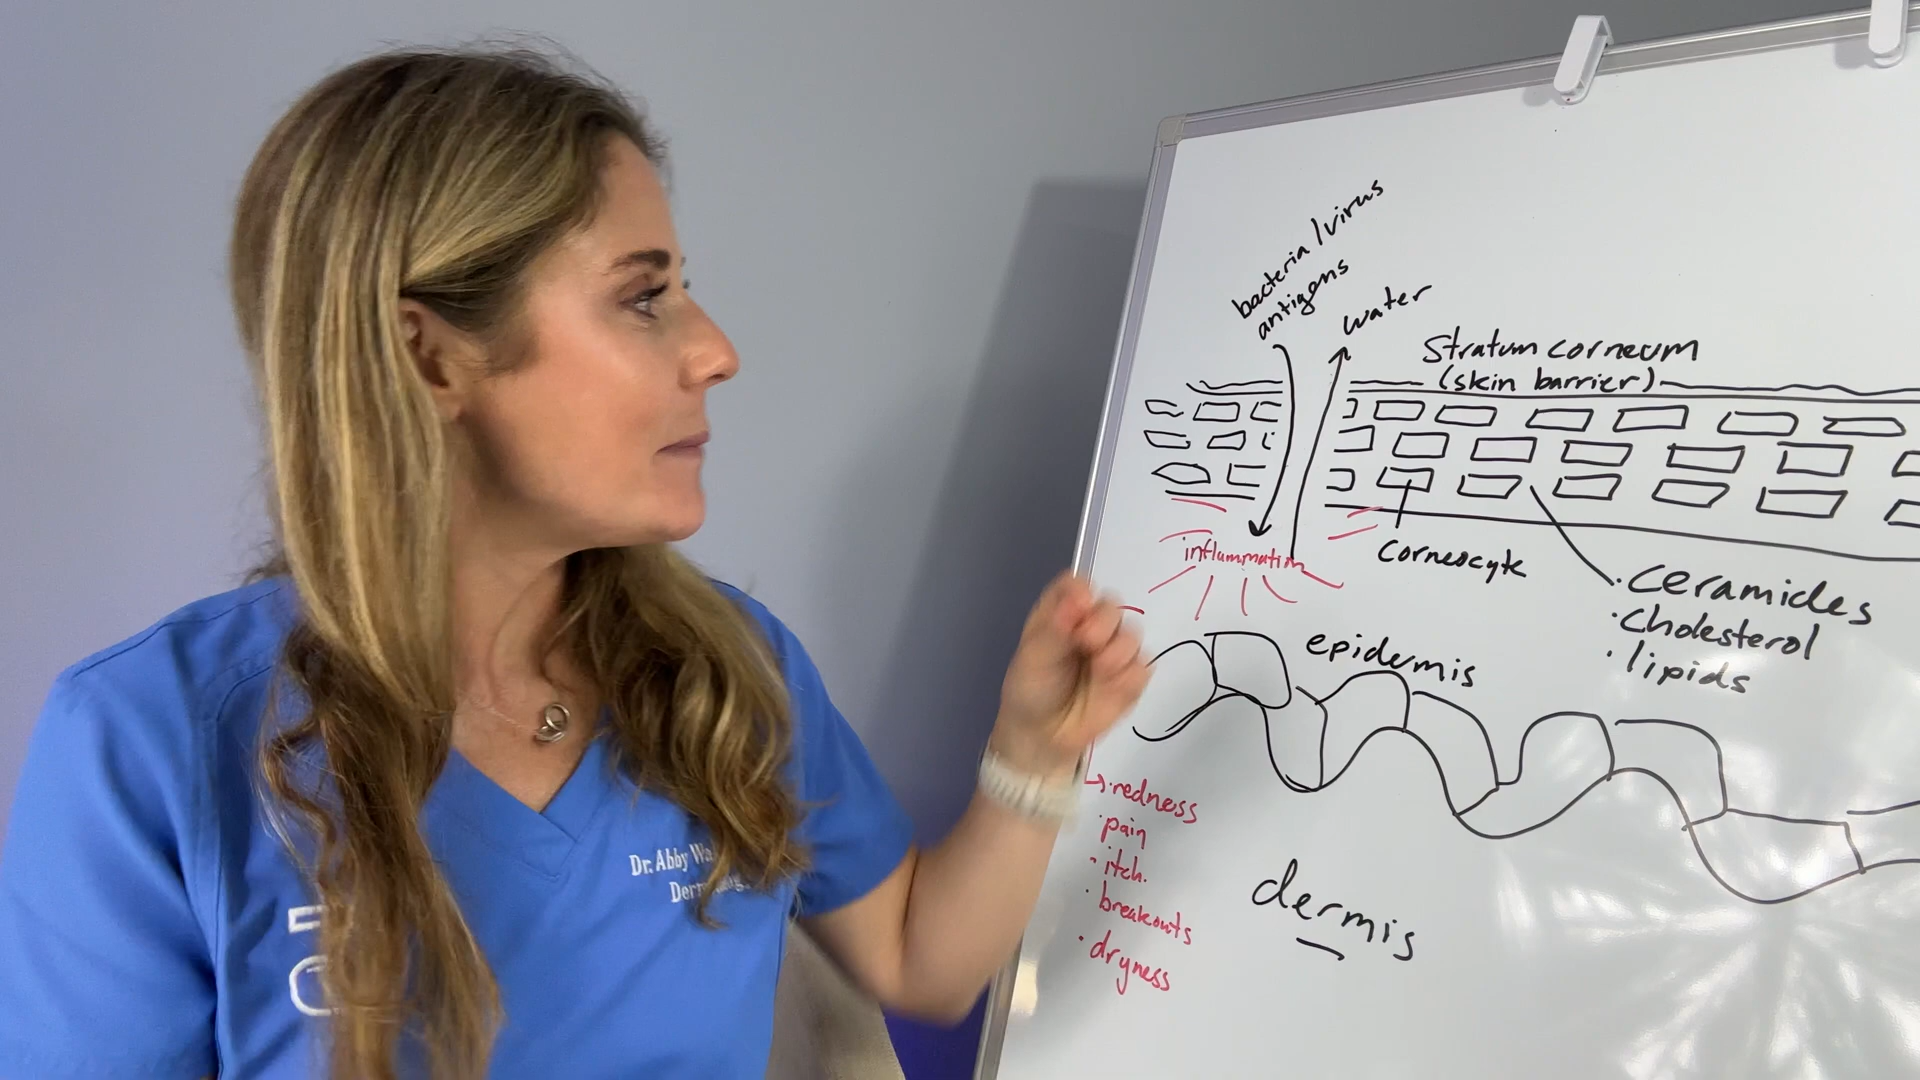 bacteria/virus
antigens
water
Stratum corneum
(skin barrier)
inflammation
corneocyte
· ceramides
· cholesterol
· lipids
epidermis
↳ · redness
· pain
· itch.
· breakouts
· dryness
dermis
Dr. Abby